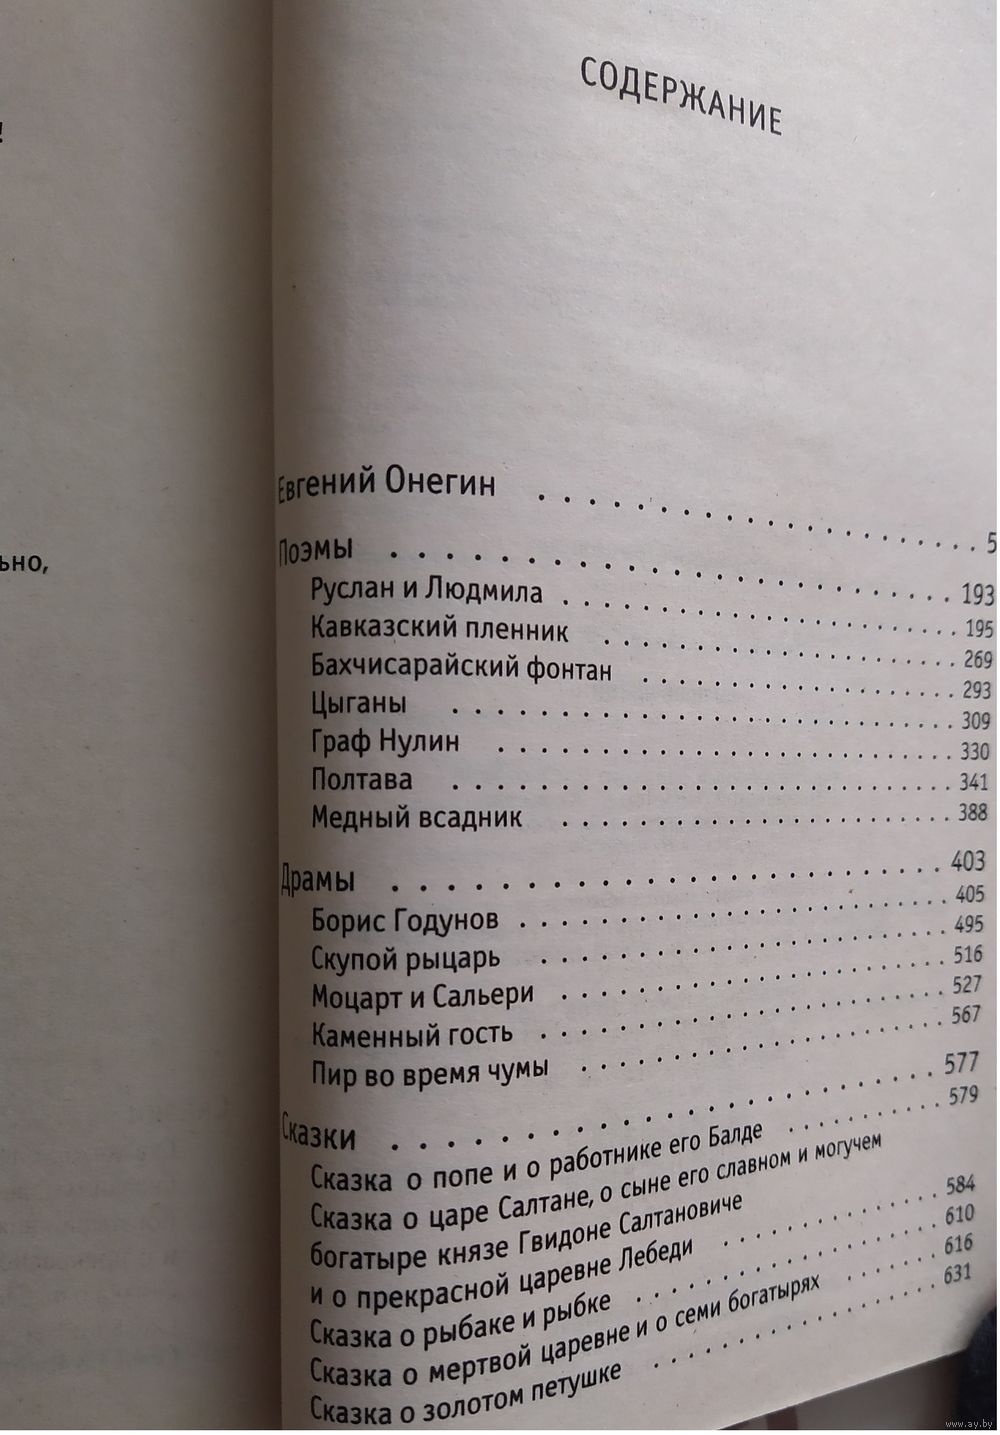 !
ьно,
СОДЕРЖАНИЕ
Евгений Онегин . . . . . . . . . . . . . . . . . . 5
Поэмы . . . . . . . . . . . . . . . . . . . . . 193
Руслан и Людмила . . . . . . . . . . . . . . . . . 195
Кавказский пленник . . . . . . . . . . . . . . . . 269
Бахчисарайский фонтан . . . . . . . . . . . . . . . 293
Цыганы . . . . . . . . . . . . . . . . . . . . . 309
Граф Нулин . . . . . . . . . . . . . . . . . . . . 330
Полтава . . . . . . . . . . . . . . . . . . . . . 341
Медный всадник . . . . . . . . . . . . . . . . . . 388
Драмы . . . . . . . . . . . . . . . . . . . . . 403
Борис Годунов . . . . . . . . . . . . . . . . . . . 405
Скупой рыцарь . . . . . . . . . . . . . . . . . . . 495
Моцарт и Сальери . . . . . . . . . . . . . . . . . 516
Каменный гость . . . . . . . . . . . . . . . . . . 527
Пир во время чумы . . . . . . . . . . . . . . . . . 567
Сказки . . . . . . . . . . . . . . . . . . . . . 577
Сказка о попе и о работнике его Балде . . . . . . . . 579
Сказка о царе Салтане, о сыне его славном и могучем
богатыре князе Гвидоне Салтановиче
и о прекрасной царевне Лебеди . . . . . . . . . . . 584
Сказка о рыбаке и рыбке . . . . . . . . . . . . . . 610
Сказка о мертвой царевне и о семи богатырях . . . . . 616
Сказка о золотом петушке . . . . . . . . . . . . . . 631
www.ay.by